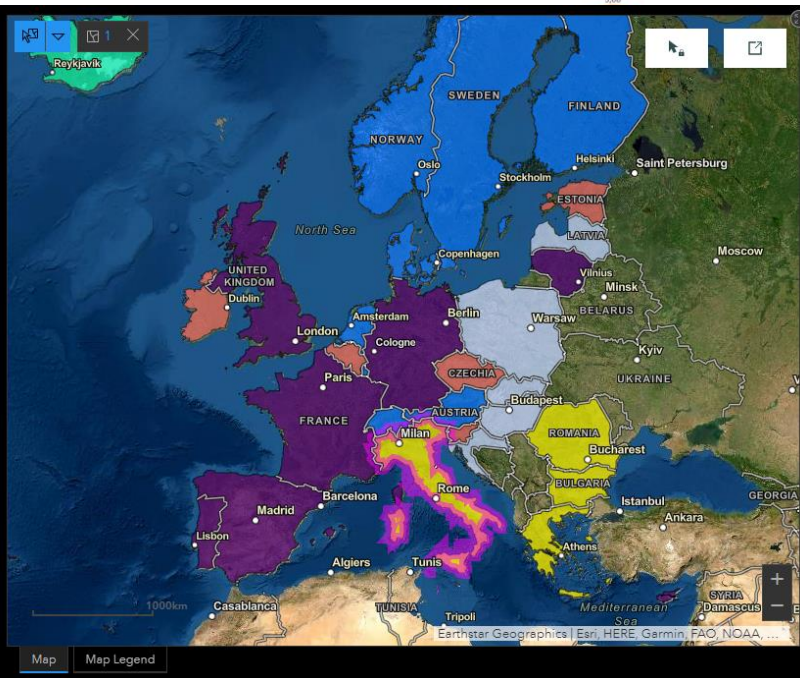 1
Reykjavík
SWEDEN
FINLAND
NORWAY
Oslo
Helsinki
Saint Petersburg
Stockholm
ESTONIA
North Sea
LATVIA
Moscow
Copenhagen
UNITED
KINGDOM
Vilnius
Minsk
Dublin
BELARUS
Amsterdam
Berlin
Warsaw
London
Cologne
Kyiv
Paris
CZECHIA
UKRAINE
Budapest
AUSTRIA
FRANCE
Milan
ROMANIA
Bucharest
BULGARIA
Rome
Barcelona
Madrid
Istanbul
GEORGIA
Ankara
Lisbon
Athens
Algiers
Tunis
1000km
Casablanca
TUNISIA
Mediterranean
Sea
SYRIA
Damascus
Tripoli
Earthstar Geographics | Esri, HERE, Garmin, FAO, NOAA, ...
+
−
Map
Map Legend